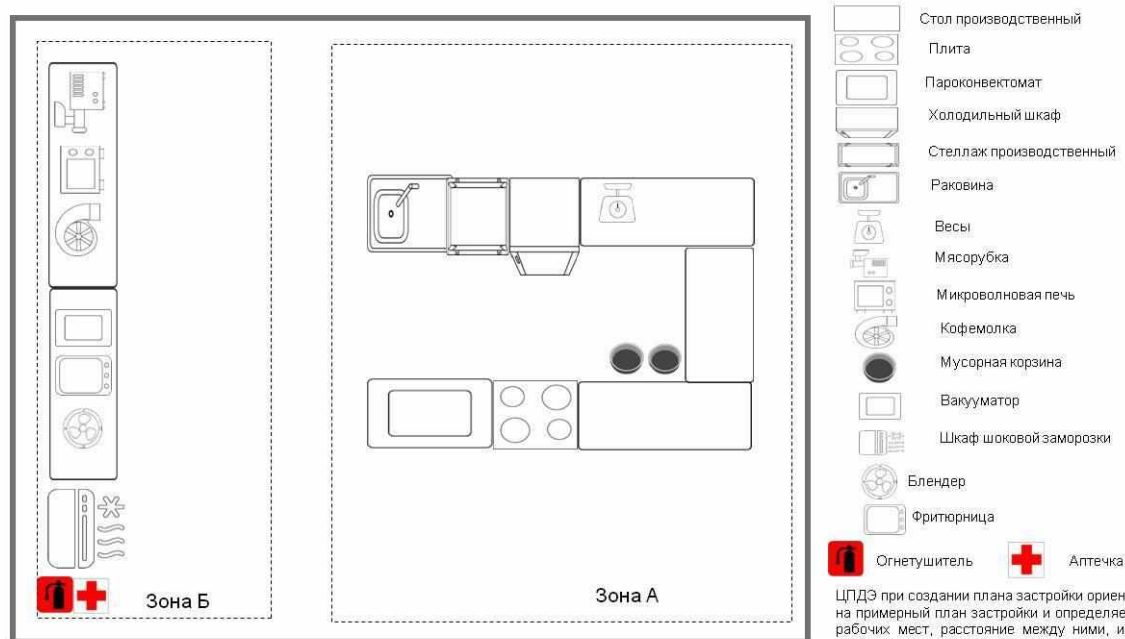 Зона Б
Зона А
Стол производственный
Плита
Пароконвектомат
Холодильный шкаф
Стеллаж производственный
Раковина
Весы
Мясорубка
Микроволновая печь
Кофемолка
Мусорная корзина
Вакууматор
Шкаф шоковой заморозки
Блендер
Фритюрница
Огнетушитель
Аптечка
ЦПДЭ при создании плана застройки ориен
на примерный план застройки и определяе
рабочих мест, расстояние между ними, и